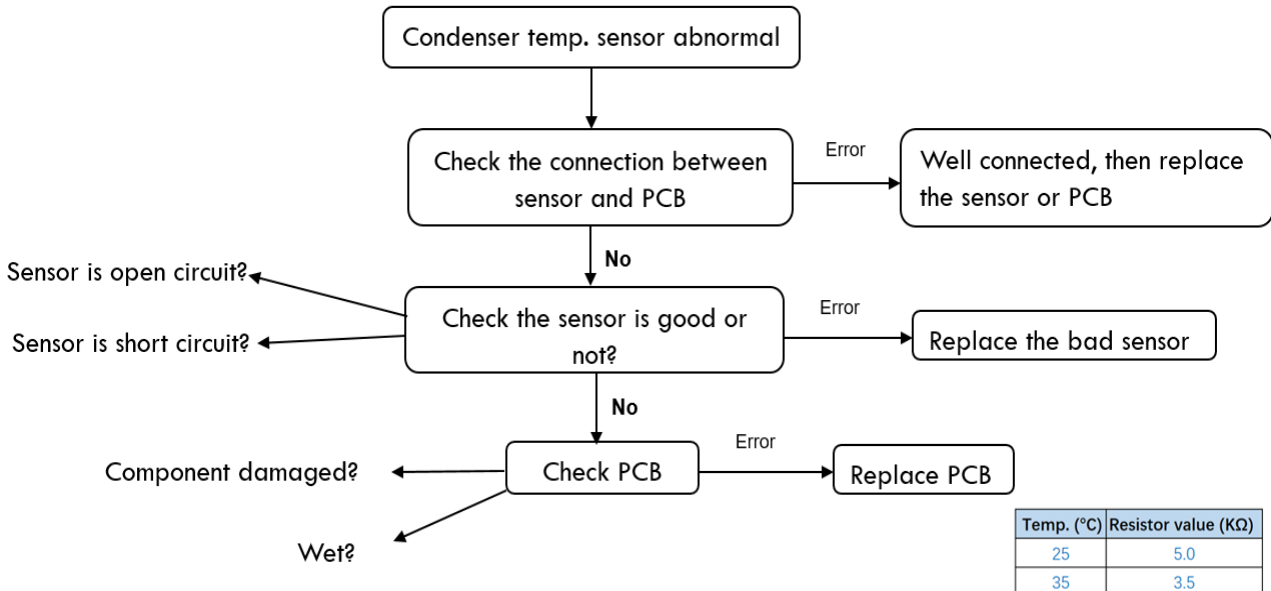 Condenser temp. sensor abnormal
Check the connection between
sensor and PCB
Error
Well connected, then replace
the sensor or PCB
No
Sensor is open circuit?
Sensor is short circuit?
Check the sensor is good or
not?
Error
Replace the bad sensor
No
Component damaged?
Wet?
Check PCB
Error
Replace PCB
Temp. (°C) Resistor value (KΩ)
25 5.0
35 3.5